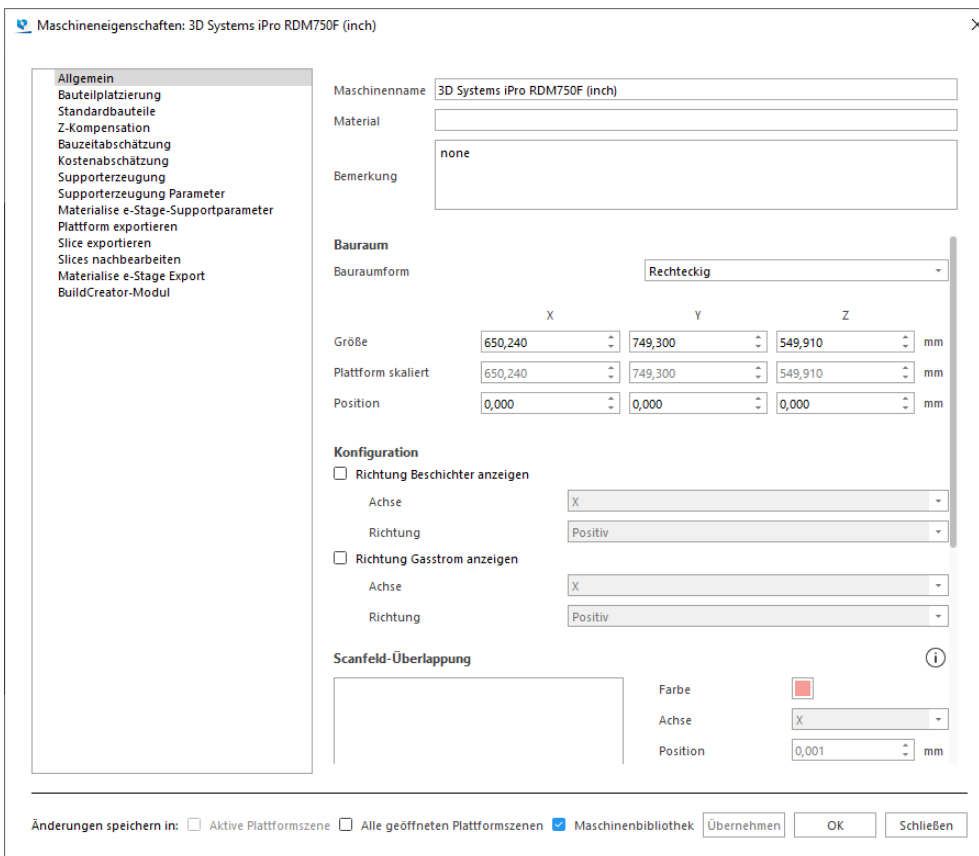 Maschineneigenschaften: 3D Systems iPro RDM750F (inch)
Allgemein
Bauteilplatzierung
Standardbauteile
Z-Kompensation
Bauzeitabschätzung
Kostenabschätzung
Supporterzeugung
Supporterzeugung Parameter
Materialise e-Stage-Supportparameter
Plattform exportieren
Slice exportieren
Slices nachbearbeiten
Materialise e-Stage Export
BuildCreator-Modul
Maschinenname 3D Systems iPro RDM750F (inch)
Material
Bemerkung none
Bauraum
Bauraumform Rechteckig
X Y Z
Größe 650,240 749,300 549,910 mm
Plattform skaliert 650,240 749,300 549,910 mm
Position 0,000 0,000 0,000 mm
Konfiguration
Richtung Beschichter anzeigen
Achse X
Richtung Positiv
Richtung Gasstrom anzeigen
Achse X
Richtung Positiv
Scanfeld-Überlappung
Farbe
Achse X
Position 0,001 mm
Änderungen speichern in: Aktive Plattformszene Alle geöffneten Plattformszenen Maschinenbibliothek Übernehmen OK Schließen